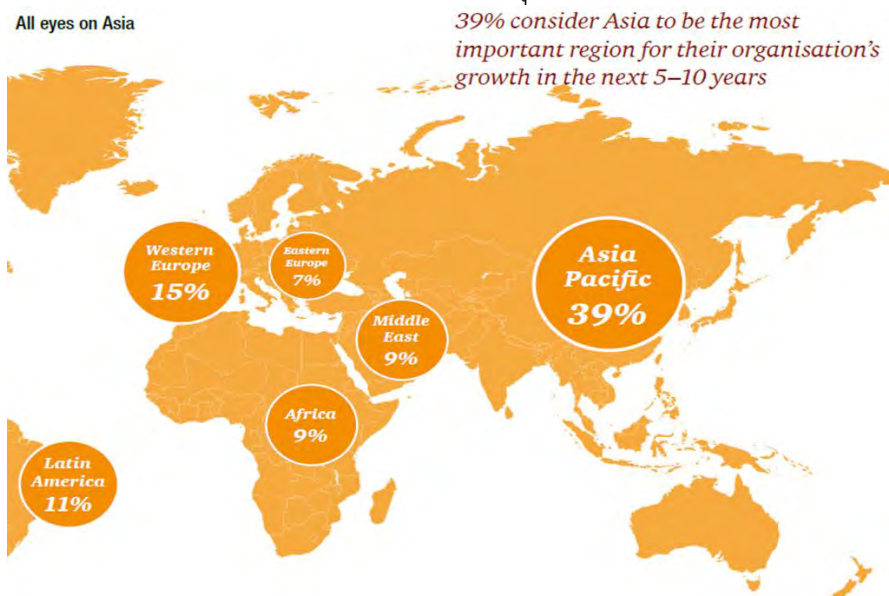 All eyes on Asia
39% consider Asia to be the most
important region for their organisation's
growth in the next 5–10 years
Western
Europe
15%
Eastern
Europe
7%
Asia
Pacific
39%
Middle
East
9%
Africa
9%
Latin
America
11%